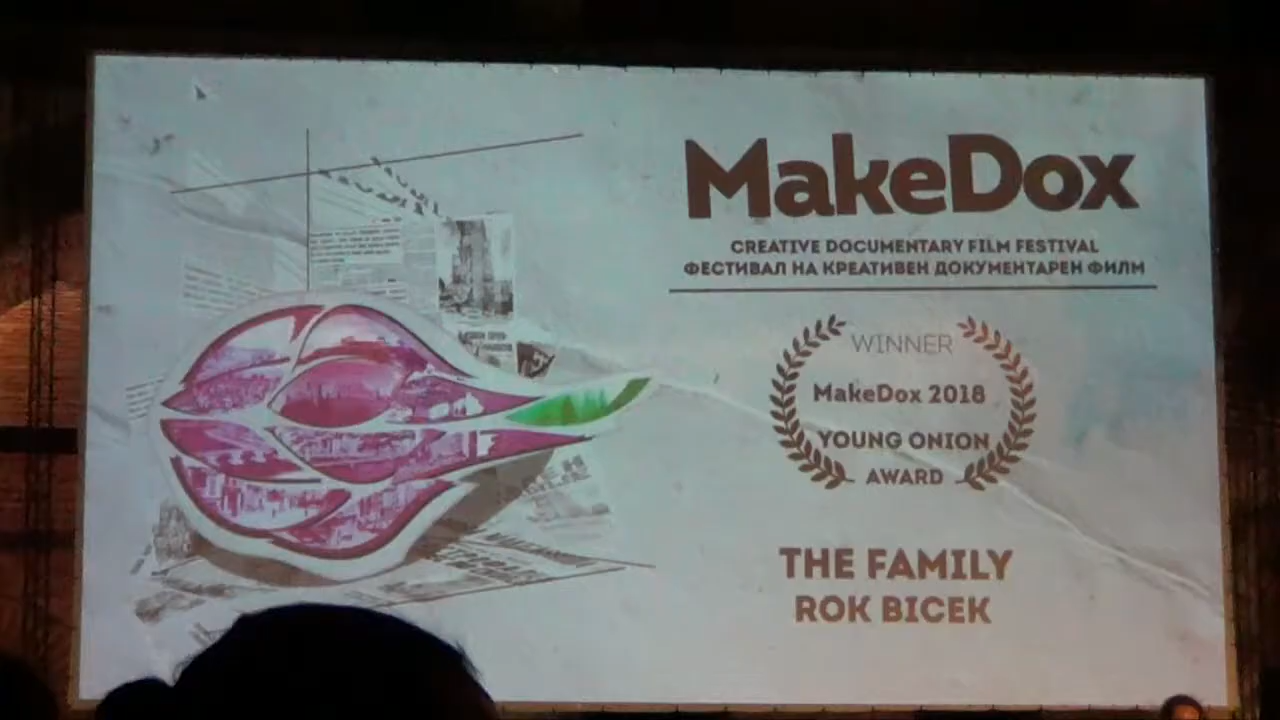 MakeDox
CREATIVE DOCUMENTARY FILM FESTIVAL
ФЕСТИВАЛ НА КРЕАТИВЕН ДОКУМЕНТАРЕН ФИЛМ
WINNER
MakeDox 2018
YOUNG ONION
AWARD
THE FAMILY
ROK BICEK